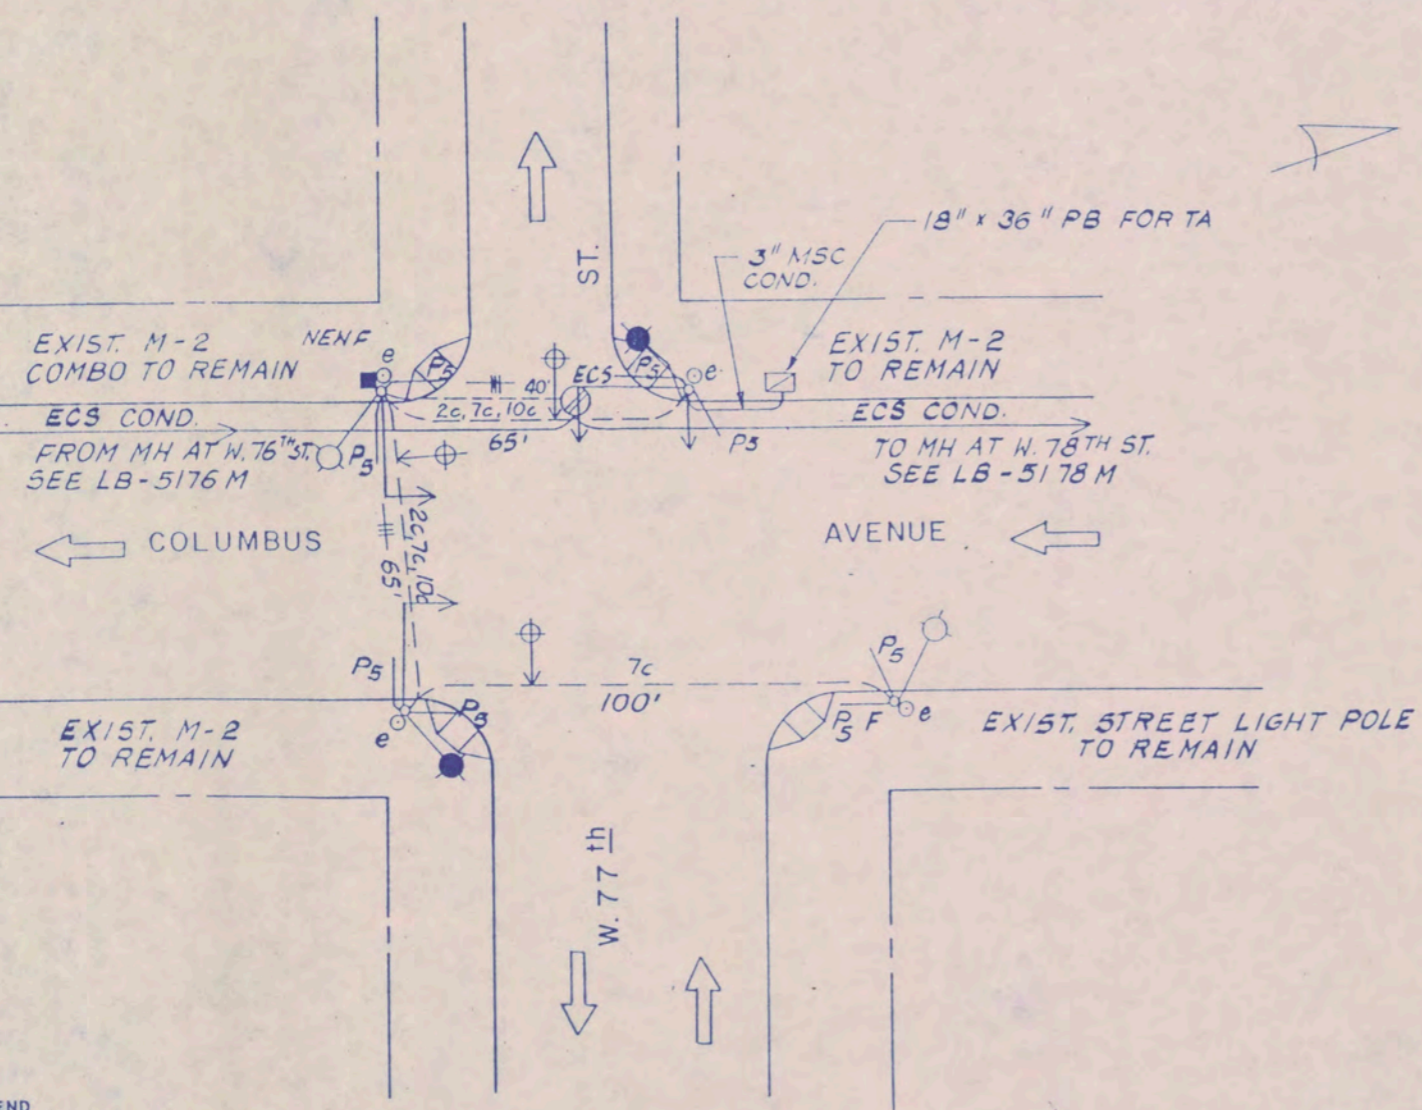 18" x 36" PB FOR TA
3" MSC
COND.
ST.
EXIST. M-2
COMBO TO REMAIN
NENF
e
P5
40'
ECS
P5
e
EXIST. M-2
TO REMAIN
ECS COND.
2c, 7c, 10c
ECS COND.
FROM MH AT W. 76TH ST.
SEE LB-5176 M
P5
65'
P5
TO MH AT W. 78TH ST.
SEE LB-5178 M
COLUMBUS
2c, 7c, 10c
65'
AVENUE
P5
7c
100'
P5
P5
e
P5 F
e
EXIST. M-2
TO REMAIN
EXIST. STREET LIGHT POLE
TO REMAIN
W. 77th
END